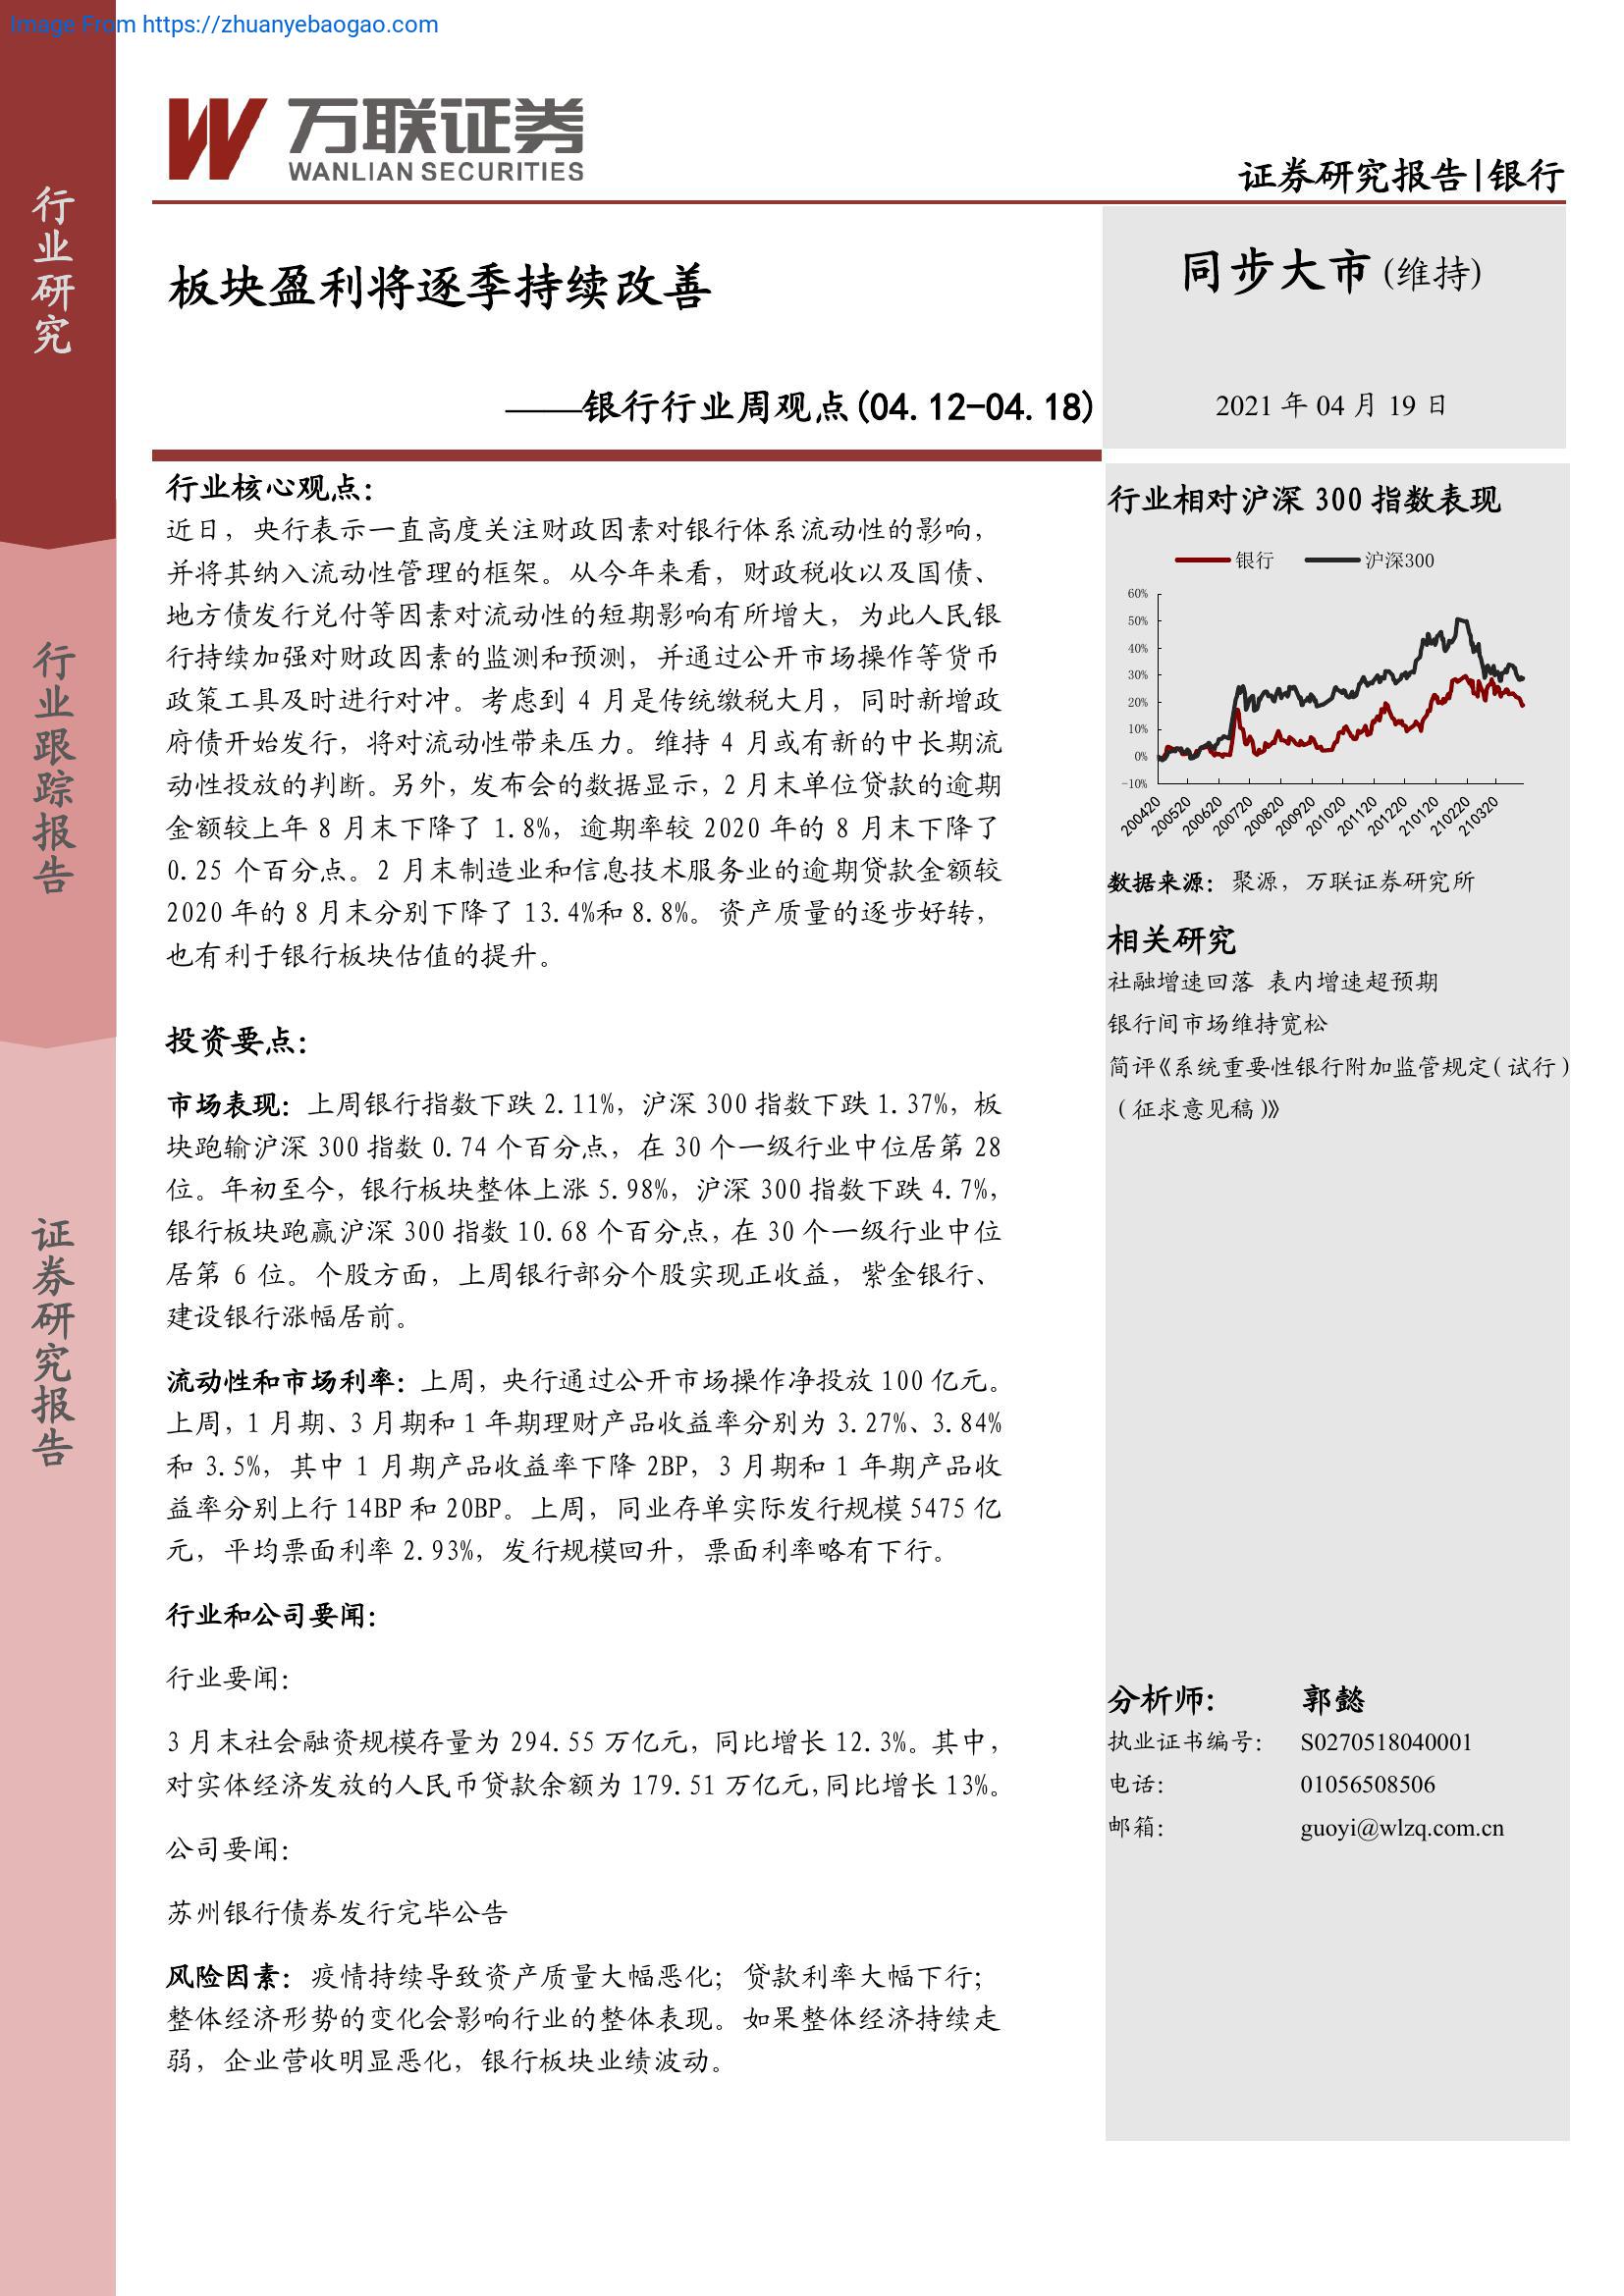 Image From https://zhuanyebaogao.com
万联证券
WANLIAN SECURITIES
证券研究报告|银行
行业研究
行业跟踪报告
证券研究报告
板块盈利将逐季持续改善
——银行行业周观点(04.12-04.18)
同步大市(维持)
2021 年 04 月 19 日
行业核心观点：
近日，央行表示一直高度关注财政因素对银行体系流动性的影响，
并将其纳入流动性管理的框架。从今年来看，财政税收以及国债、
地方债发行兑付等因素对流动性的短期影响有所增大，为此人民银
行持续加强对财政因素的监测和预测，并通过公开市场操作等货币
政策工具及时进行对冲。考虑到 4 月是传统缴税大月，同时新增政
府债开始发行，将对流动性带来压力。维持 4 月或有新的中长期流
动性投放的判断。另外，发布会的数据显示，2 月末单位贷款的逾期
金额较上年 8 月末下降了 1.8%，逾期率较 2020 年的 8 月末下降了
0.25 个百分点。2 月末制造业和信息技术服务业的逾期贷款金额较
2020 年的 8 月末分别下降了 13.4%和 8.8%。资产质量的逐步好转，
也有利于银行板块估值的提升。
投资要点：
市场表现：上周银行指数下跌 2.11%，沪深 300 指数下跌 1.37%，板
块跑输沪深 300 指数 0.74 个百分点，在 30 个一级行业中位居第 28
位。年初至今，银行板块整体上涨 5.98%，沪深 300 指数下跌 4.7%，
银行板块跑赢沪深 300 指数 10.68 个百分点，在 30 个一级行业中位
居第 6 位。个股方面，上周银行部分个股实现正收益，紫金银行、
建设银行涨幅居前。
流动性和市场利率：上周，央行通过公开市场操作净投放 100 亿元。
上周，1 月期、3 月期和 1 年期理财产品收益率分别为 3.27%、3.84%
和 3.5%，其中 1 月期产品收益率下降 2BP，3 月期和 1 年期产品收
益率分别上行 14BP 和 20BP。上周，同业存单实际发行规模 5475 亿
元，平均票面利率 2.93%，发行规模回升，票面利率略有下行。
行业和公司要闻：
行业要闻：
3 月末社会融资规模存量为 294.55 万亿元，同比增长 12.3%。其中，
对实体经济发放的人民币贷款余额为 179.51 万亿元，同比增长 13%。
公司要闻：
苏州银行债券发行完毕公告
风险因素：疫情持续导致资产质量大幅恶化；贷款利率大幅下行；
整体经济形势的变化会影响行业的整体表现。如果整体经济持续走
弱，企业营收明显恶化，银行板块业绩波动。
行业相对沪深 300 指数表现
银行 沪深300
60%
50%
40%
30%
20%
10%
0%
-10%
200420 200520 200620 200720 200820 200920 201020 201120 201220 210120 210220 210320
数据来源：聚源，万联证券研究所
相关研究
社融增速回落 表内增速超预期
银行间市场维持宽松
简评《系统重要性银行附加监管规定（试行）
（征求意见稿）》
分析师: 郭懿
执业证书编号： S0270518040001
电话： 01056508506
邮箱： guoyi@wlzq.com.cn